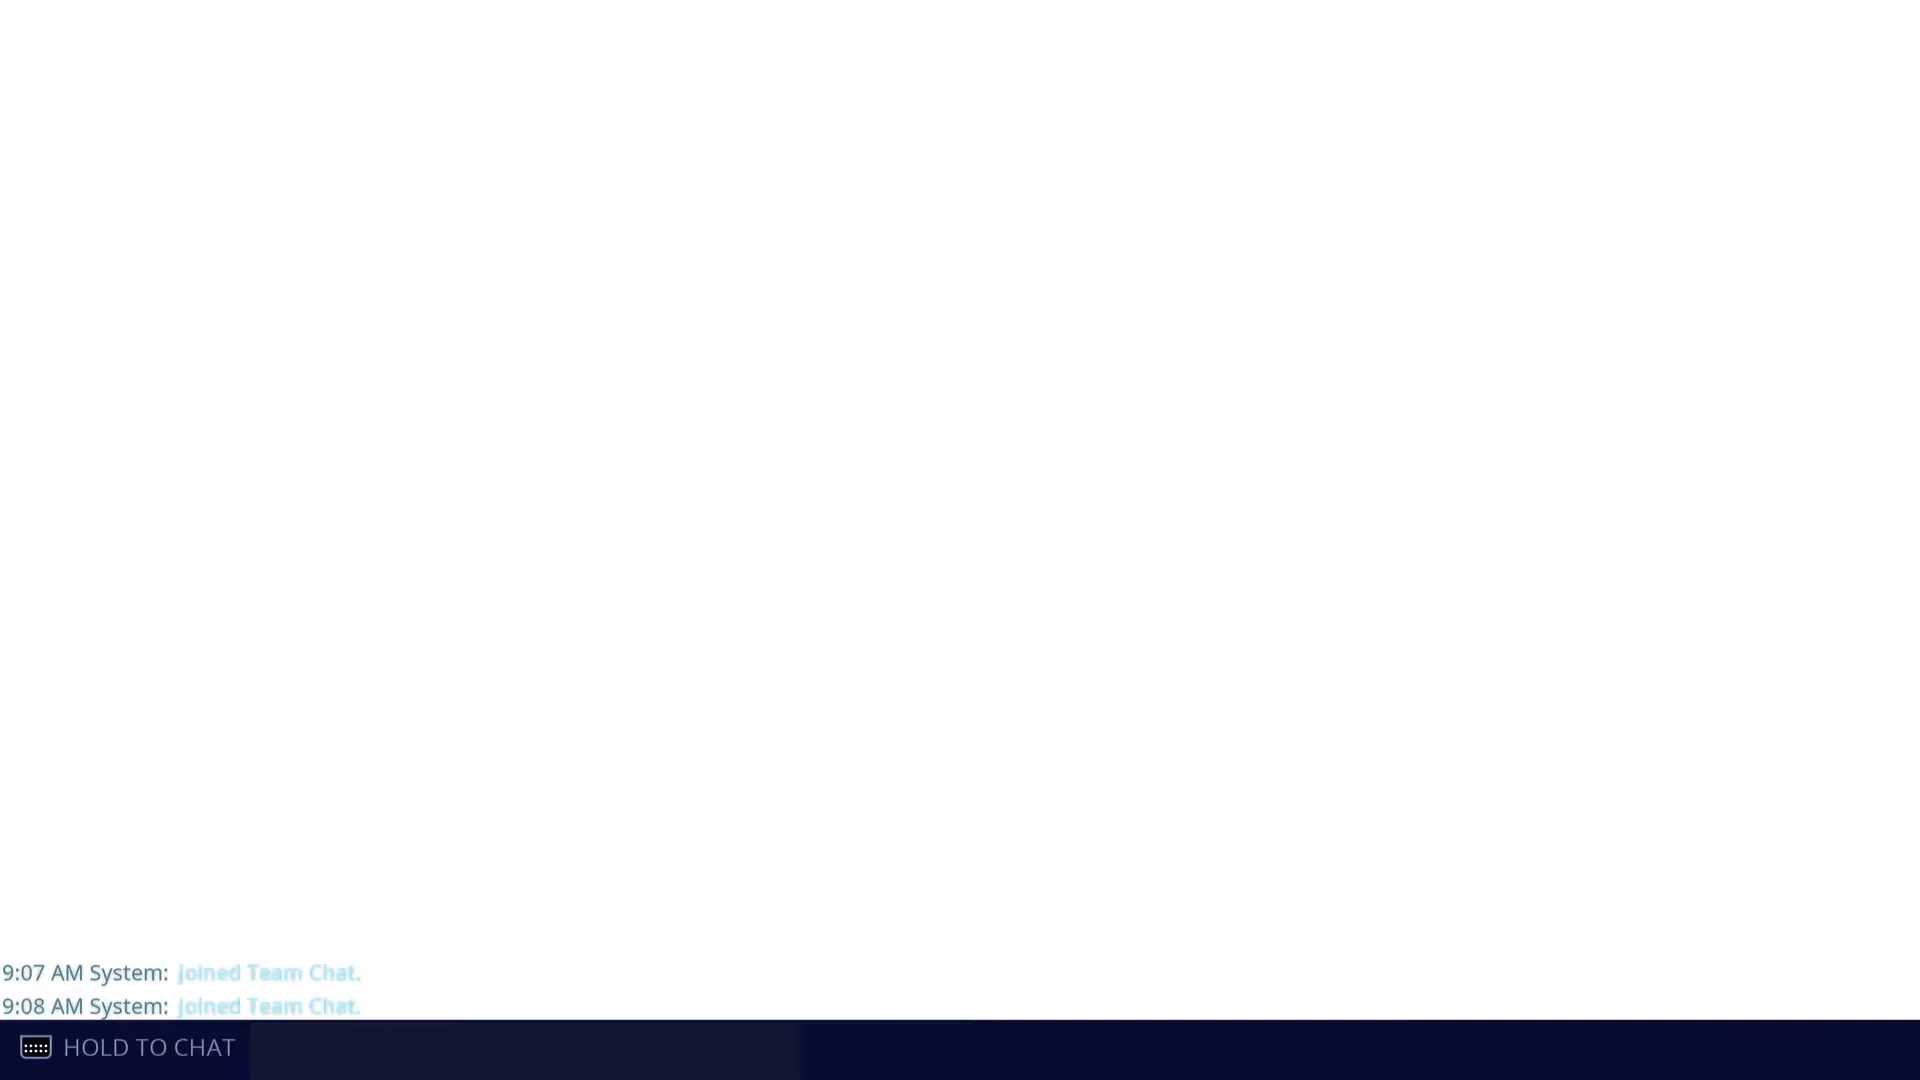 9:07 AM System: Joined Team Chat.
9:08 AM System: Joined Team Chat.
HOLD TO CHAT